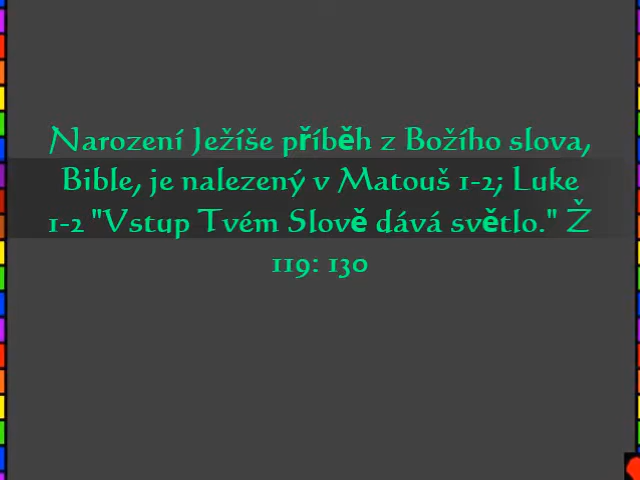 Narození Ježíše příběh z Božího slova,
Bible, je nalezený v Matouš 1-2; Luke
1-2 "Vstup Tvém Slově dává světlo." Ž
119: 130